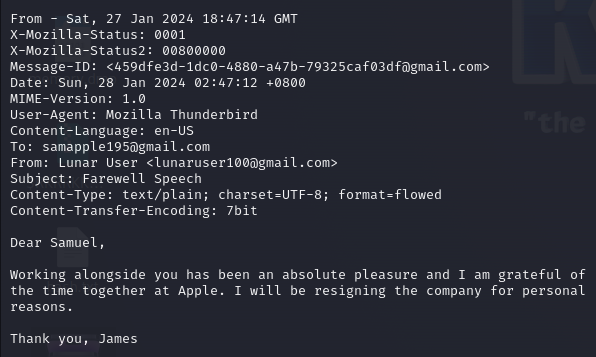 From - Sat, 27 Jan 2024 18:47:14 GMT
X-Mozilla-Status: 0001
X-Mozilla-Status2: 00800000
Message-ID: <459dfe3d-1dc0-4880-a47b-79325caf03df@gmail.com>
Date: Sun, 28 Jan 2024 02:47:12 +0800
MIME-Version: 1.0
User-Agent: Mozilla Thunderbird
Content-Language: en-US
To: samapple195@gmail.com
From: Lunar User <lunaruser100@gmail.com>
Subject: Farewell Speech
Content-Type: text/plain; charset=UTF-8; format=flowed
Content-Transfer-Encoding: 7bit
Dear Samuel,
Working alongside you has been an absolute pleasure and I am grateful of
the time together at Apple. I will be resigning the company for personal
reasons.
Thank you, James
"the